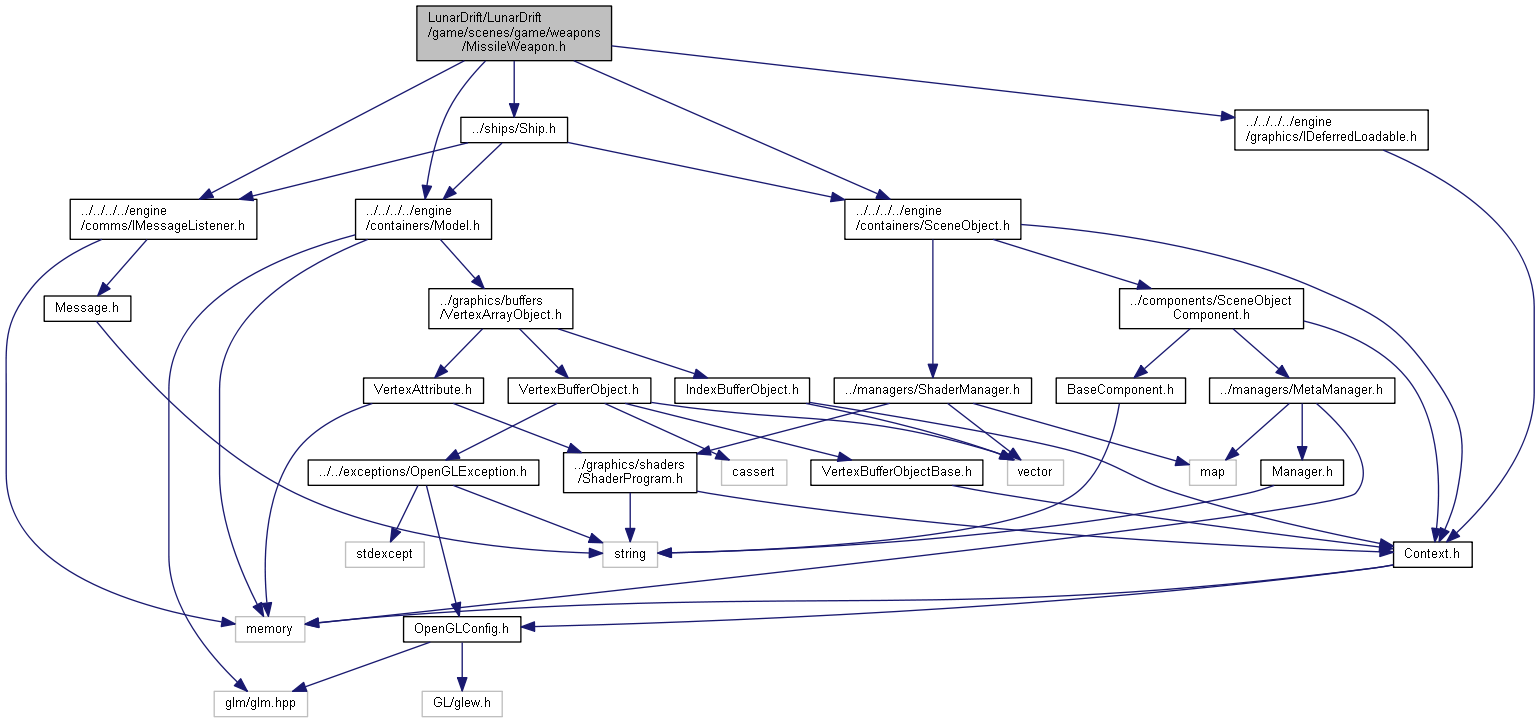 LunarDrift/LunarDrift
/game/scenes/game/weapons
/MissileWeapon.h
../ships/Ship.h
../../../../engine
/graphics/IDeferredLoadable.h
../../../../engine
/comms/IMessageListener.h
../../../../engine
/containers/Model.h
../../../../engine
/containers/SceneObject.h
Message.h
../graphics/buffers
/VertexArrayObject.h
../components/SceneObject
Component.h
VertexAttribute.h
VertexBufferObject.h
IndexBufferObject.h
../managers/ShaderManager.h
BaseComponent.h
../managers/MetaManager.h
../../exceptions/OpenGLException.h
../graphics/shaders
/ShaderProgram.h
cassert
VertexBufferObjectBase.h
vector
map
Manager.h
stdexcept
string
Context.h
memory
OpenGLConfig.h
glm/glm.hpp
GL/glew.h